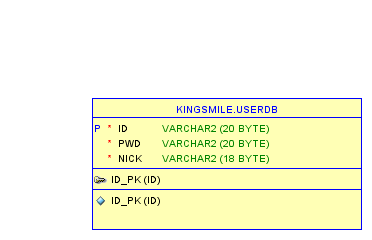 KINGSMILE.USERDB
P * ID VARCHAR2 (20 BYTE)
* PWD VARCHAR2 (20 BYTE)
* NICK VARCHAR2 (18 BYTE)
ID_PK (ID)
ID_PK (ID)